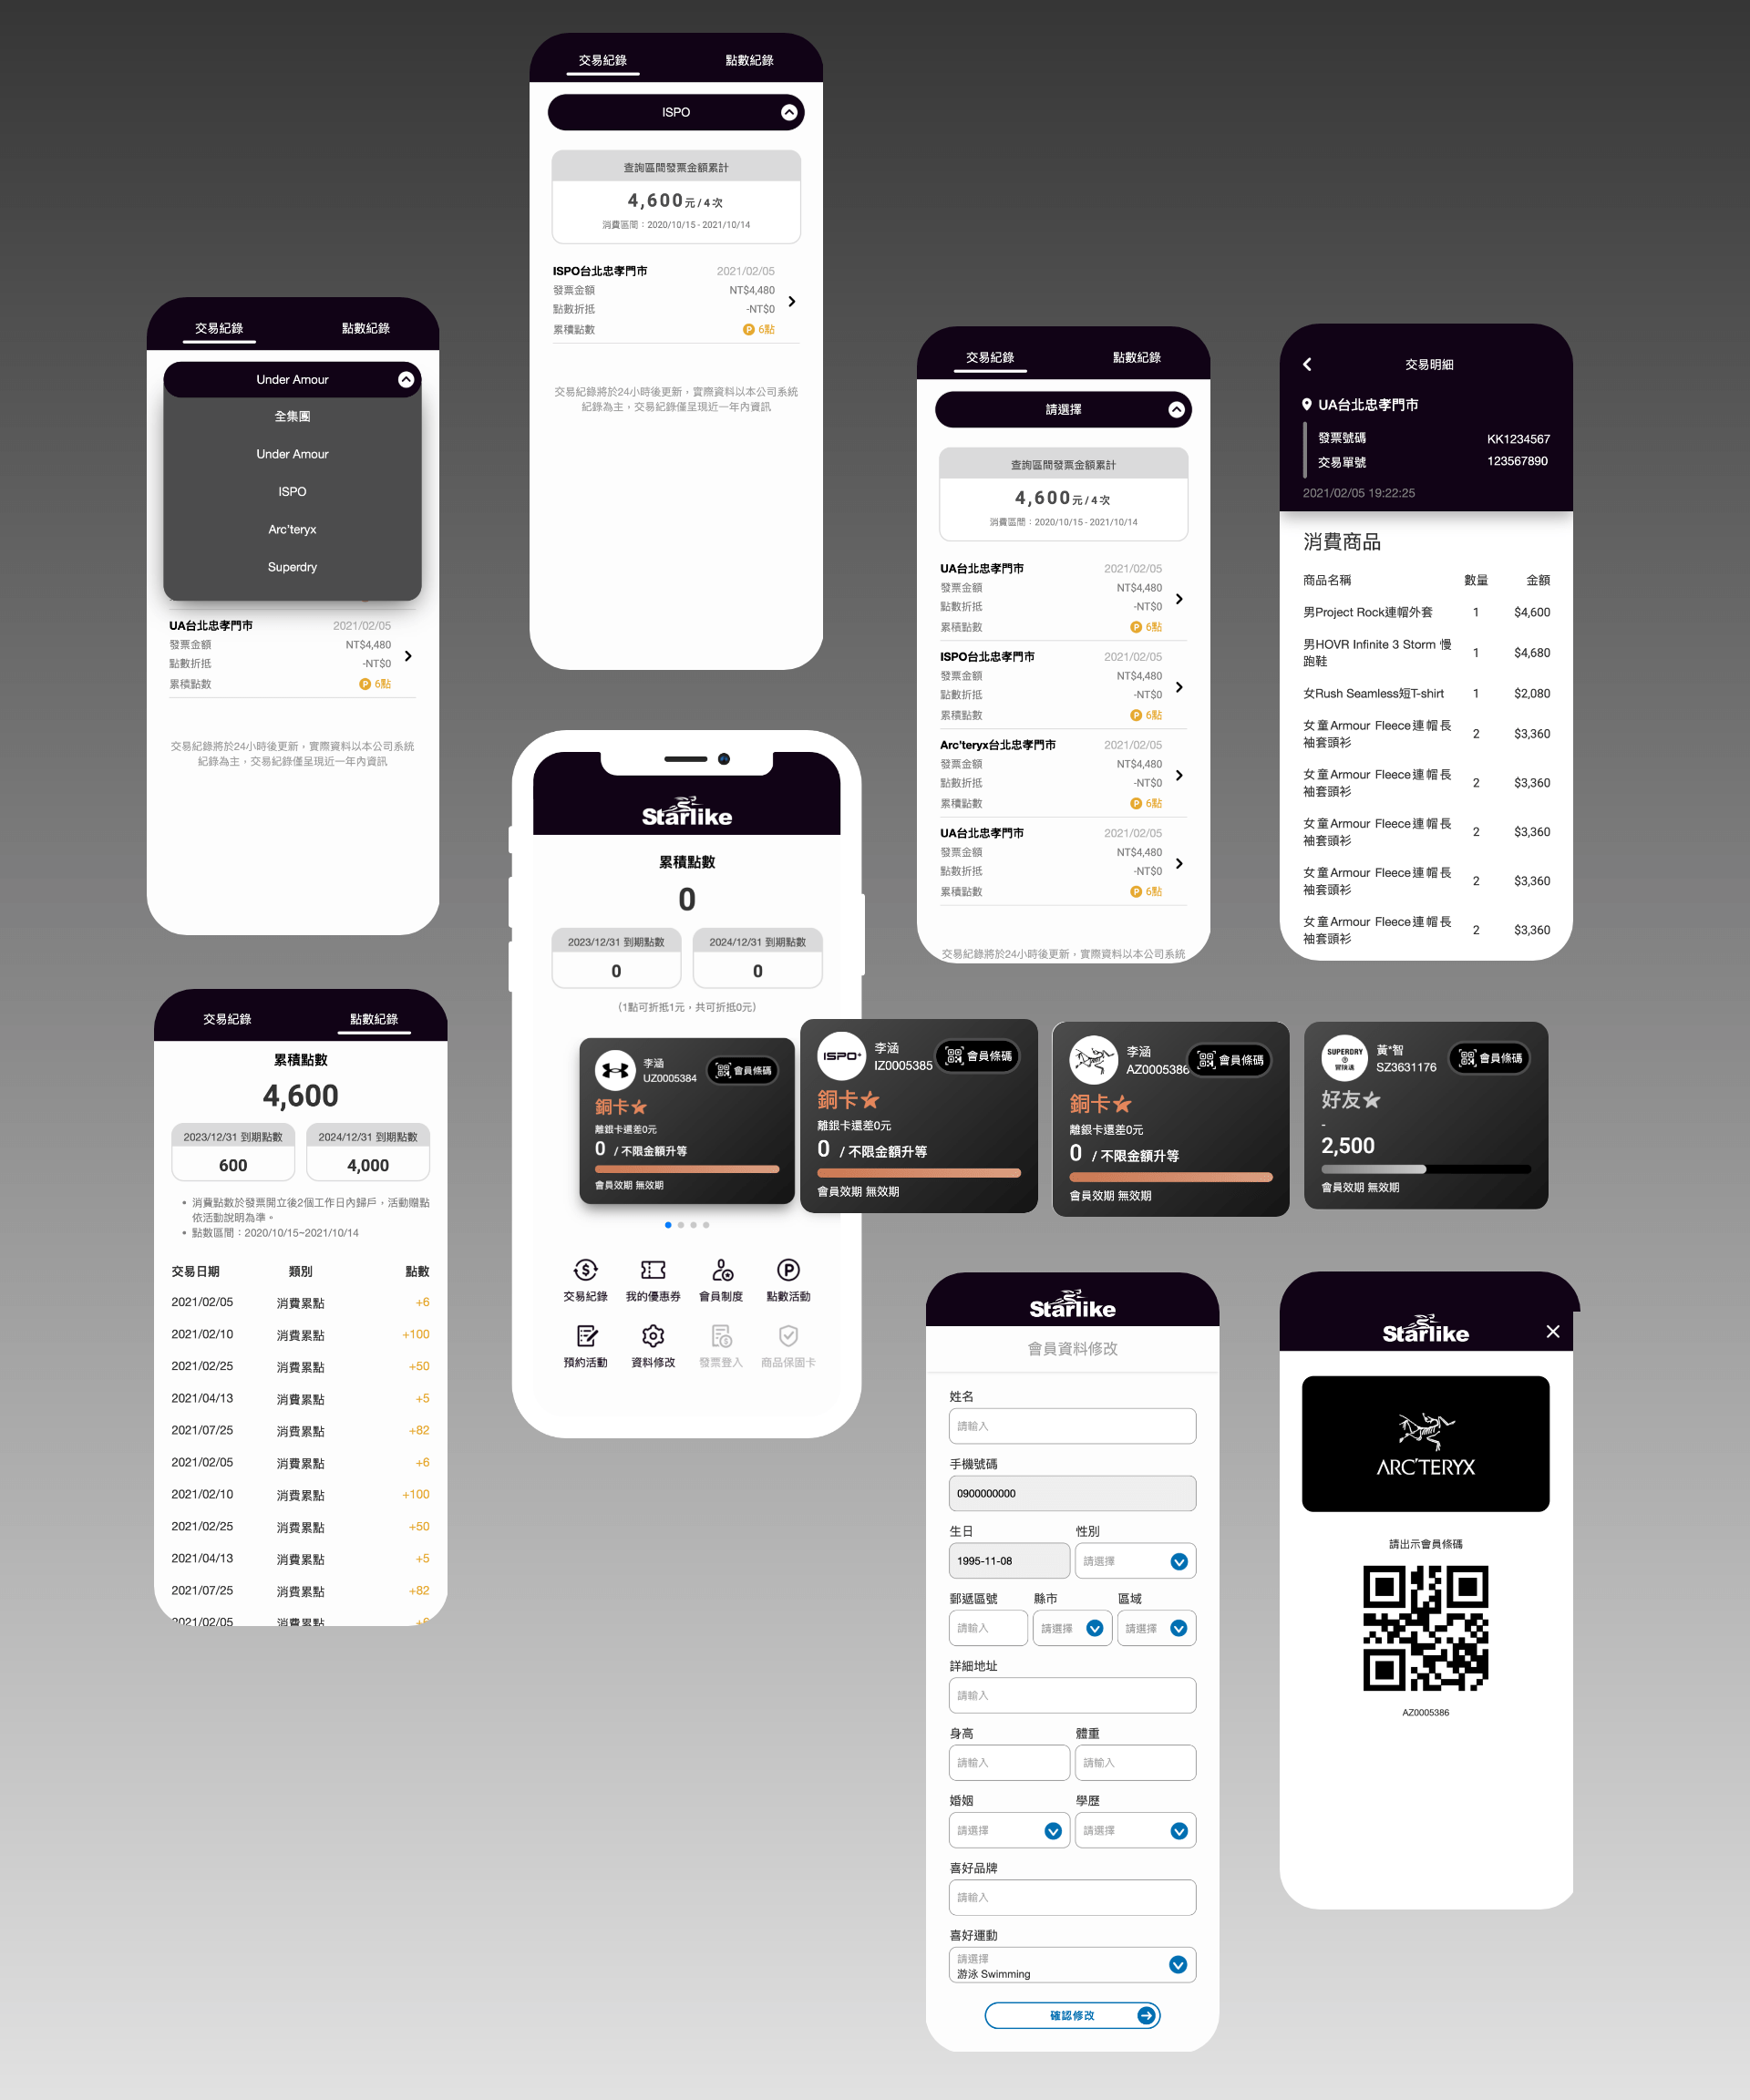 交易紀錄 點數紀錄
ISPO
查詢區間發票金額累計
4,600元 / 4 次
消費區間：2020/10/15 - 2021/10/14
ISPO台北忠孝門市 2021/02/05
發票金額 NT$4,480
點數折抵 -NT$0
累積點數 P 6點
交易紀錄將於24小時後更新，實際資料以本公司系統
紀錄為主，交易紀錄僅呈現近一年內資訊
交易紀錄 點數紀錄
Under Amour
全集團
Under Amour
ISPO
Arc'teryx
Superdry
UA台北忠孝門市 2021/02/05
發票金額 NT$4,480
點數折抵 -NT$0
累積點數 P 6點
交易紀錄將於24小時後更新，實際資料以本公司系統
紀錄為主，交易紀錄僅呈現近一年內資訊
交易紀錄 點數紀錄
請選擇
查詢區間發票金額累計
4,600元 / 4 次
消費區間：2020/10/15 - 2021/10/14
UA台北忠孝門市 2021/02/05
發票金額 NT$4,480
點數折抵 -NT$0
累積點數 P 6點
ISPO台北忠孝門市 2021/02/05
發票金額 NT$4,480
點數折抵 -NT$0
累積點數 P 6點
Arc'teryx台北忠孝門市 2021/02/05
發票金額 NT$4,480
點數折抵 -NT$0
累積點數 P 6點
UA台北忠孝門市 2021/02/05
發票金額 NT$4,480
點數折抵 -NT$0
累積點數 P 6點
交易紀錄將於24小時後更新，實際資料以本公司系統
交易明細
UA台北忠孝門市
發票號碼 KK1234567
交易單號 123567890
2021/02/05 19:22:25
消費商品
商品名稱 數量 金額
男Project Rock連帽外套 1 $4,600
男HOVR Infinite 3 Storm 慢
跑鞋 1 $4,680
女Rush Seamless短T-shirt 1 $2,080
女童Armour Fleece連帽長
袖套頭衫 2 $3,360
女童Armour Fleece連帽長
袖套頭衫 2 $3,360
女童Armour Fleece連帽長
袖套頭衫 2 $3,360
女童Armour Fleece連帽長
袖套頭衫 2 $3,360
女童Armour Fleece連帽長
袖套頭衫 2 $3,360
Starlike
累積點數
0
2023/12/31 到期點數 2024/12/31 到期點數
0 0
(1點可折抵1元，共可折抵0元)
李涵
UZ0005384
會員條碼
銅卡
離銀卡還差0元
0 / 不限金額升等
會員效期 無效期
交易紀錄 我的優惠券 會員制度 點數活動
預約活動 資料修改 發票登入 商品保固卡
ISPO
李涵
IZ0005385
會員條碼
銅卡
離銀卡還差0元
0 / 不限金額升等
會員效期 無效期
李涵
AZ0005386
會員條碼
銅卡
離銀卡還差0元
0 / 不限金額升等
會員效期 無效期
SUPERDRY
冒険魂
黃*智
SZ3631176
會員條碼
好友
-
2,500
會員效期 無效期
交易紀錄 點數紀錄
累積點數
4,600
2023/12/31 到期點數 2024/12/31 到期點數
600 4,000
• 消費點數於發票開立後2個工作日內歸戶，活動贈點
依活動說明為準。
• 點數區間：2020/10/15~2021/10/14
交易日期 類別 點數
2021/02/05 消費累點 +6
2021/02/10 消費累點 +100
2021/02/25 消費累點 +50
2021/04/13 消費累點 +5
2021/07/25 消費累點 +82
2021/02/05 消費累點 +6
2021/02/10 消費累點 +100
2021/02/25 消費累點 +50
2021/04/13 消費累點 +5
2021/07/25 消費累點 +82
2021/02/05 消費累點 +6
Starlike
會員資料修改
姓名
請輸入
手機號碼
0900000000
生日 性別
1995-11-08 請選擇
郵遞區號 縣市 區域
請輸入 請選擇 請選擇
詳細地址
請輸入
身高 體重
請輸入 請輸入
婚姻 學歷
請選擇 請選擇
喜好品牌
請輸入
喜好運動
請選擇
游泳 Swimming
確認修改
Starlike
ARC'TERYX
請出示會員條碼
AZ0005386